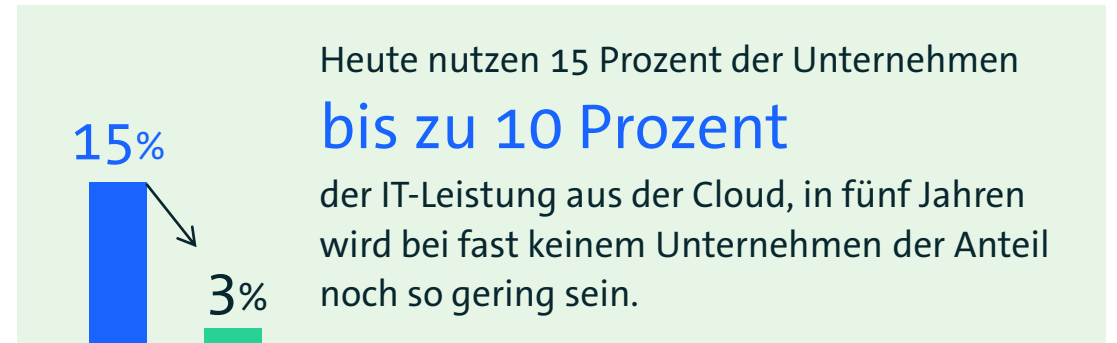 15%
3%
Heute nutzen 15 Prozent der Unternehmen
bis zu 10 Prozent
der IT-Leistung aus der Cloud, in fünf Jahren
wird bei fast keinem Unternehmen der Anteil
noch so gering sein.